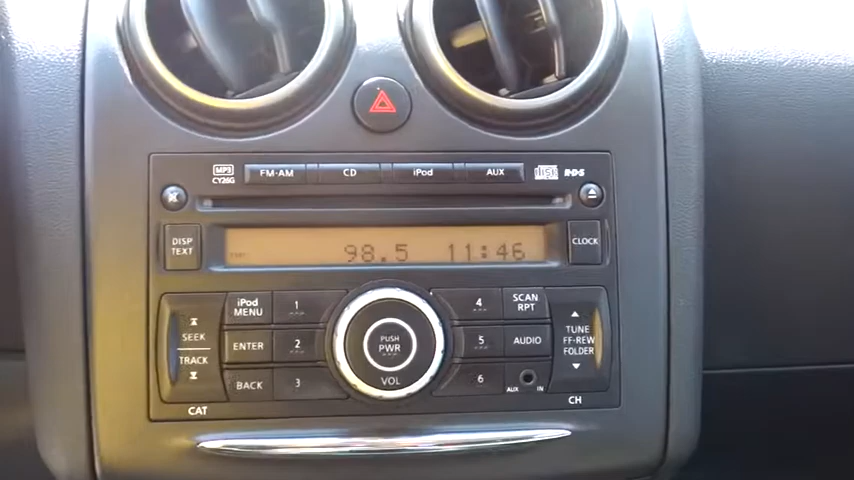 MP3 FM·AM CD iPod AUX disc RDS
CY26G
DISP TEXT 98.5 11:46 CLOCK
iPod MENU 1 4 SCAN RPT
SEEK TRACK ENTER 2 PUSH PWR 5 AUDIO TUNE FF·REW FOLDER
BACK 3 VOL 6 AUX IN
CAT CH